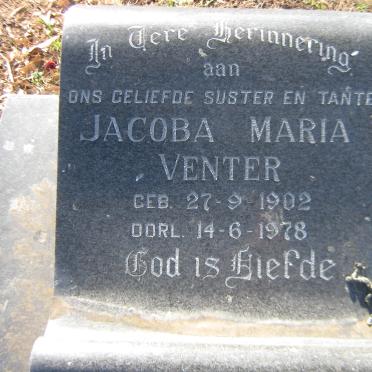 In Tere Herinnering
aan
ONS GELIEFDE SUSTER EN TANTE
JACOBA MARIA
VENTER
GEB. 27-9-1902
OORL. 14-6-1978
God is Liefde